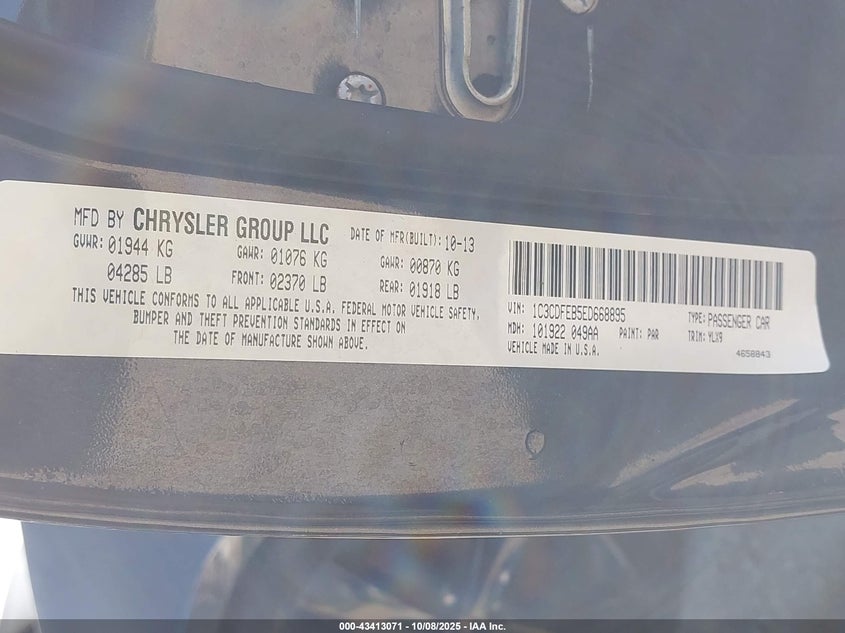 MFD BY CHRYSLER GROUP LLC DATE OF MFR(BUILT): 10-13
GVWR: 01944 KG GAWR: 01076 KG GAWR: 00870 KG
04285 LB FRONT: 02370 LB REAR: 01918 LB
THIS VEHICLE CONFORMS TO ALL APPLICABLE U.S.A. FEDERAL MOTOR VEHICLE SAFETY,
BUMPER AND THEFT PREVENTION STANDARDS IN EFFECT ON
THE DATE OF MANUFACTURE SHOWN ABOVE.
VIN: 1C3CDFEB5ED668895 TYPE: PASSENGER CAR
MDH: 101922 049AA PAINT: PAR TRIM: YLX9
VEHICLE MADE IN U.S.A. 4658843
000-43413071 - 10/08/2025 - IAA Inc.